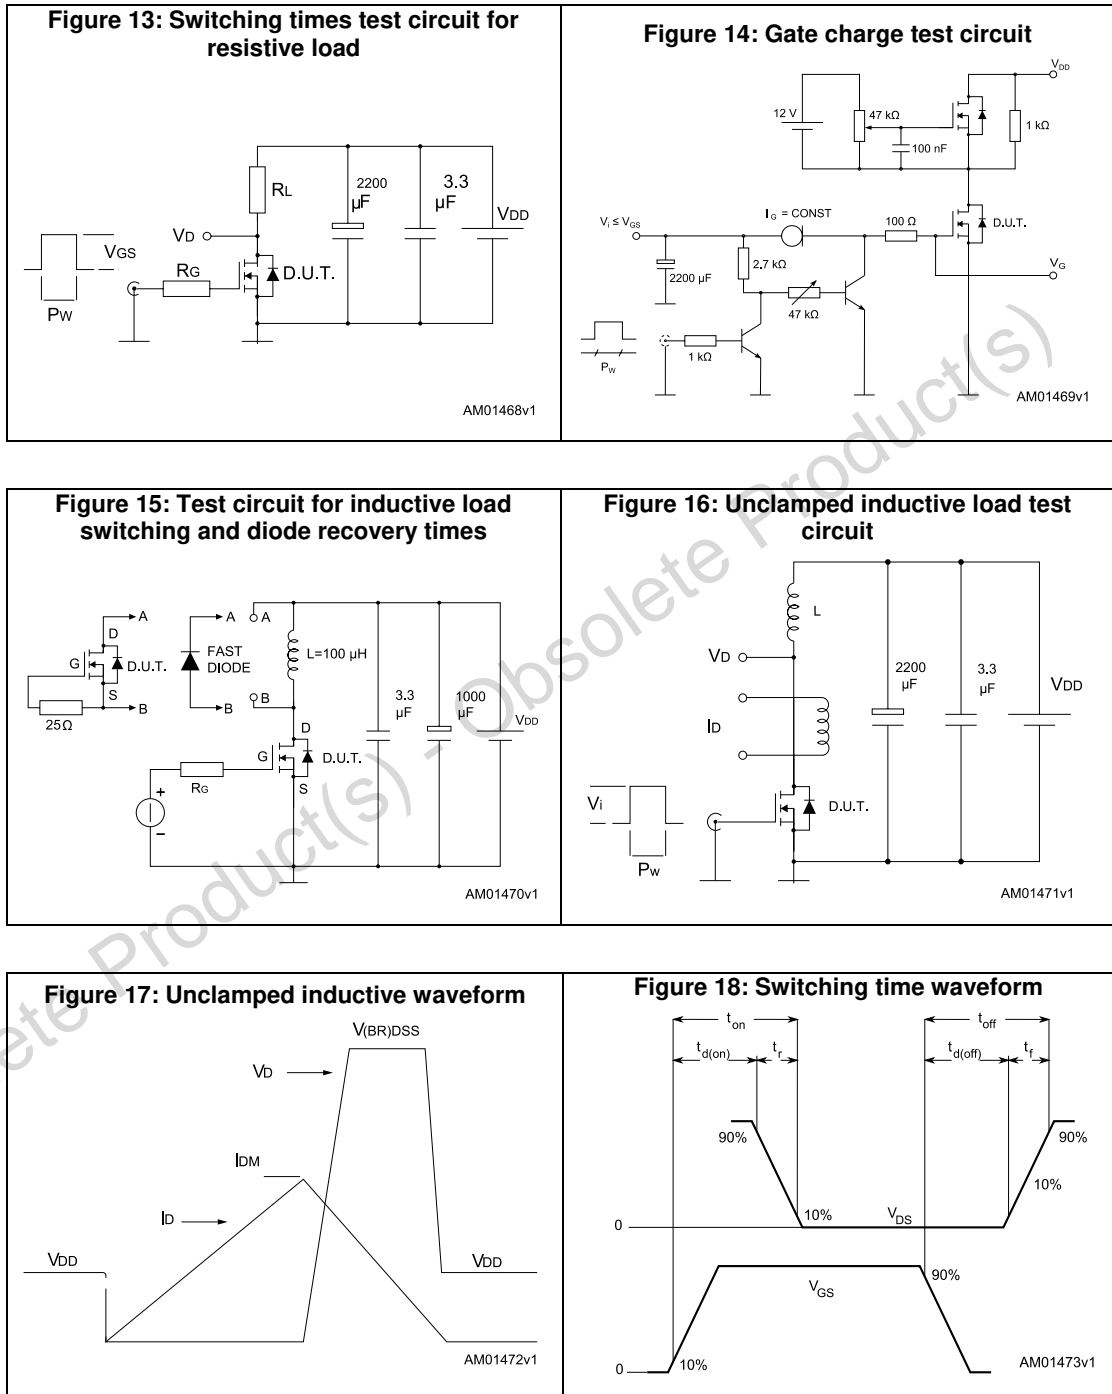 Figure 13: Switching times test circuit for
resistive load
2200
µF
3.3
µF
RL
VDD
VD
VGS
RG
D.U.T.
PW
AM01468v1
Figure 14: Gate charge test circuit
VDD
12 V
47 kΩ
1 kΩ
100 nF
IG = CONST
Vi ≤ VGS
100 Ω
D.U.T.
2.7 kΩ
VG
2200 µF
47 kΩ
1 kΩ
PW
AM01469v1
Figure 15: Test circuit for inductive load
switching and diode recovery times
A
A
A
D
G
D.U.T.
FAST
DIODE
L=100 µH
S
B
B
B
25Ω
3.3
µF
1000
µF
VDD
D
G
D.U.T.
S
RG
+
−
AM01470v1
Figure 16: Unclamped inductive load test
circuit
L
VD
2200
µF
3.3
µF
VDD
ID
Vi
D.U.T.
PW
AM01471v1
Figure 17: Unclamped inductive waveform
V(BR)DSS
VD
IDM
ID
VDD
VDD
AM01472v1
Figure 18: Switching time waveform
ton
toff
td(on)
tr
td(off)
tf
90%
90%
10%
10%
0
VDS
90%
VGS
0
10%
AM01473v1
ete Product(s) - Obsolete Product(s)